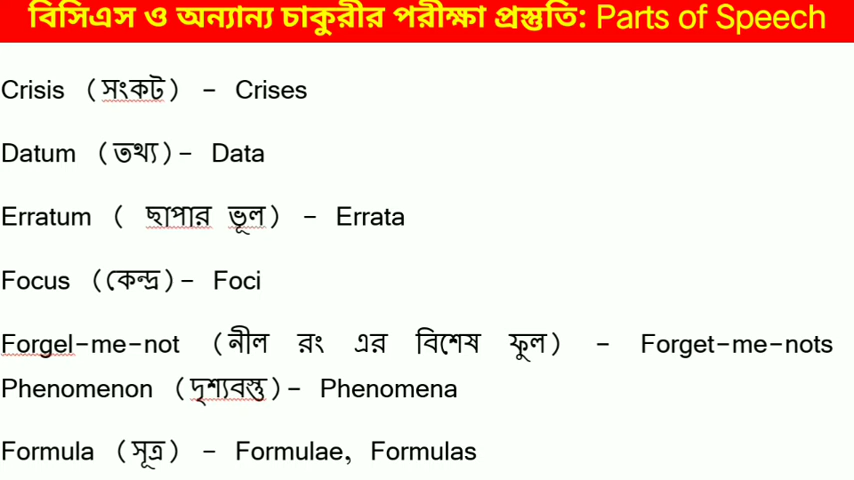 বিসিএস ও অন্যান্য চাকুরীর পরীক্ষা প্রস্তুতি: Parts of Speech
Crisis (সংকট) - Crises
Datum (তথ্য)- Data
Erratum ( ছাপার ভূল) - Errata
Focus (কেন্দ্র)- Foci
Forgel-me-not (নীল রং এর বিশেষ ফুল) - Forget-me-nots
Phenomenon (দৃশ্যবস্তু)- Phenomena
Formula (সূত্র) - Formulae, Formulas